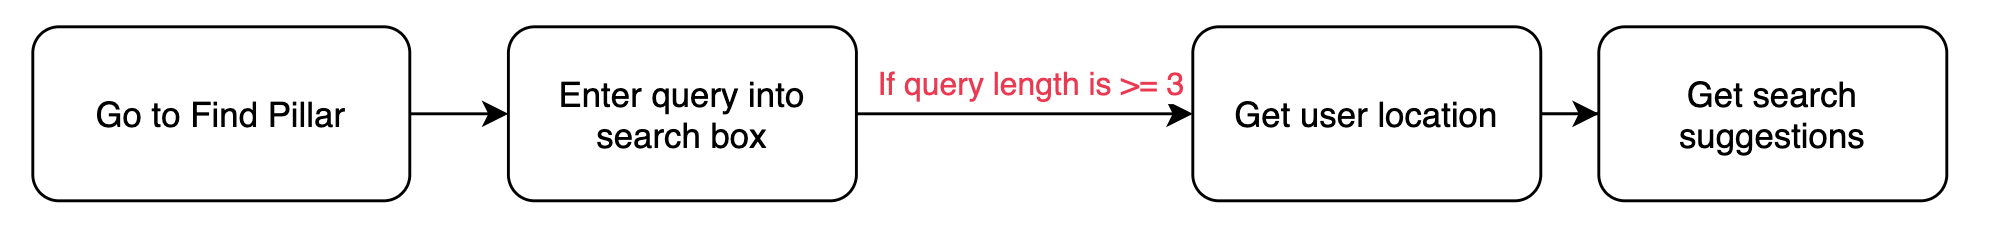 Go to Find Pillar
Enter query into
search box
If query length is >= 3
Get user location
Get search
suggestions